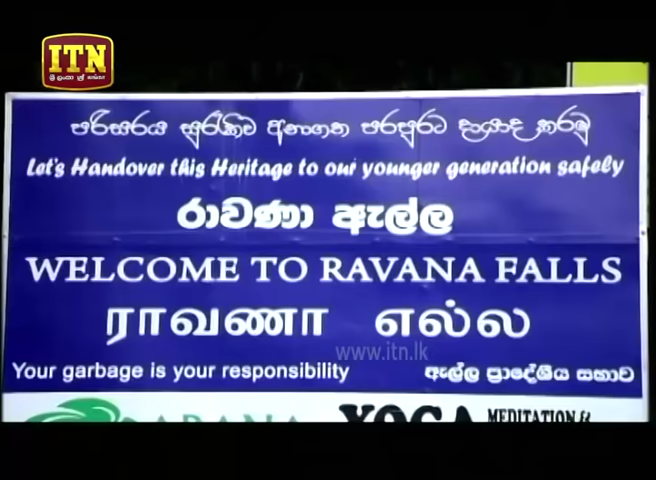 ITN
පරිසරය සුරැකිව අනාගත පරපුරට දායාද කරමු
Let's Handover this Heritage to our younger generation safely
රාවණා ඇල්ල
WELCOME TO RAVANA FALLS
ராவணா எல்ல
www.itn.lk
Your garbage is your responsibility
ඇල්ල ප්‍රාදේශීය සභාව
YOGA MEDITATION &